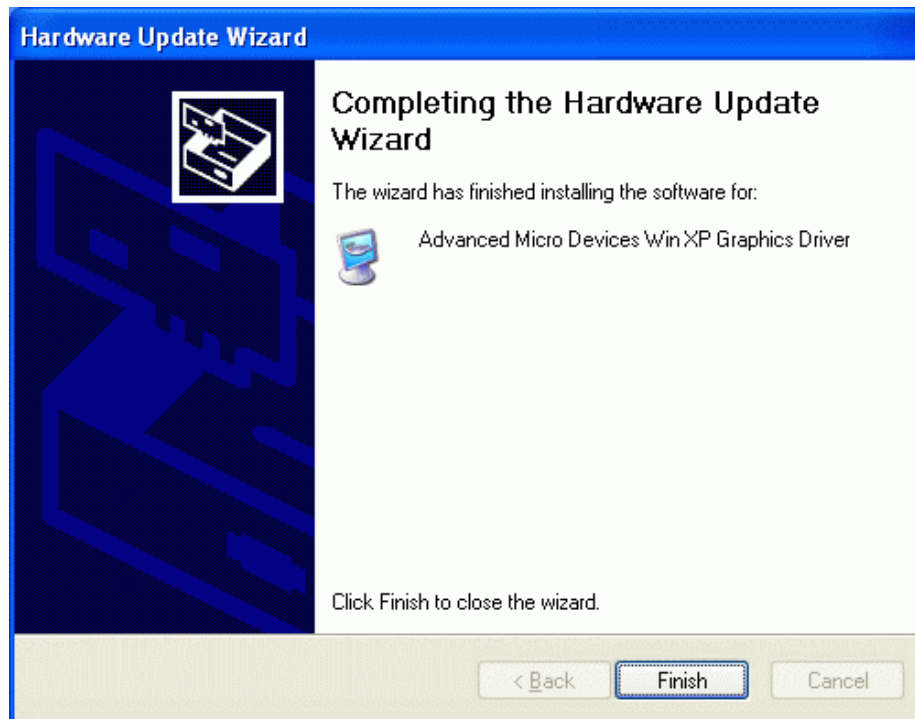 Hardware Update Wizard
Completing the Hardware Update
Wizard
The wizard has finished installing the software for:
Advanced Micro Devices Win XP Graphics Driver
Click Finish to close the wizard.
< Back
Finish
Cancel